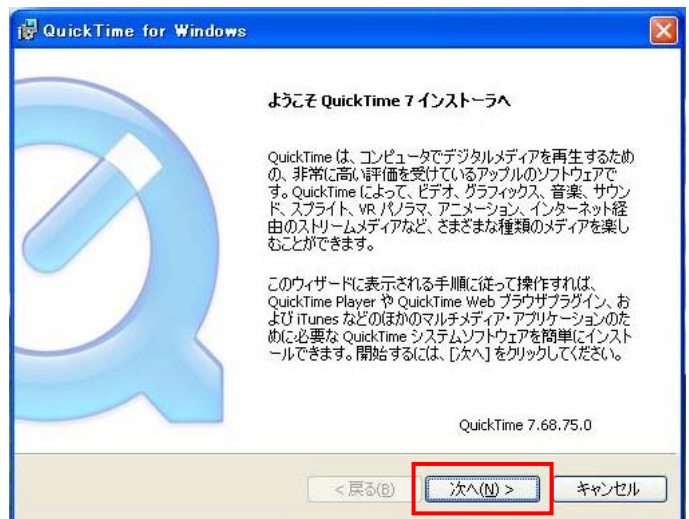 QuickTime for Windows
ようこそ QuickTime 7 インストーラへ
QuickTime は、コンピュータでデジタルメディアを再生するため
の、非常に高い評価を受けているアップルのソフトウェアで
す。QuickTime によって、ビデオ、グラフィックス、音楽、サウン
ド、スプライト、VR パノラマ、アニメーション、インターネット経
由のストリームメディアなど、さまざまな種類のメディアを楽し
むことができます。
このウィザードに表示される手順に従って操作すれば、
QuickTime Player や QuickTime Web ブラウザプラグイン、お
よび iTunes などのほかのマルチメディア・アプリケーションのた
めに必要な QuickTime システムソフトウェアを簡単にインスト
ールできます。開始するには、[次へ] をクリックしてください。
QuickTime 7.68.75.0
< 戻る(B)
次へ(N) >
キャンセル